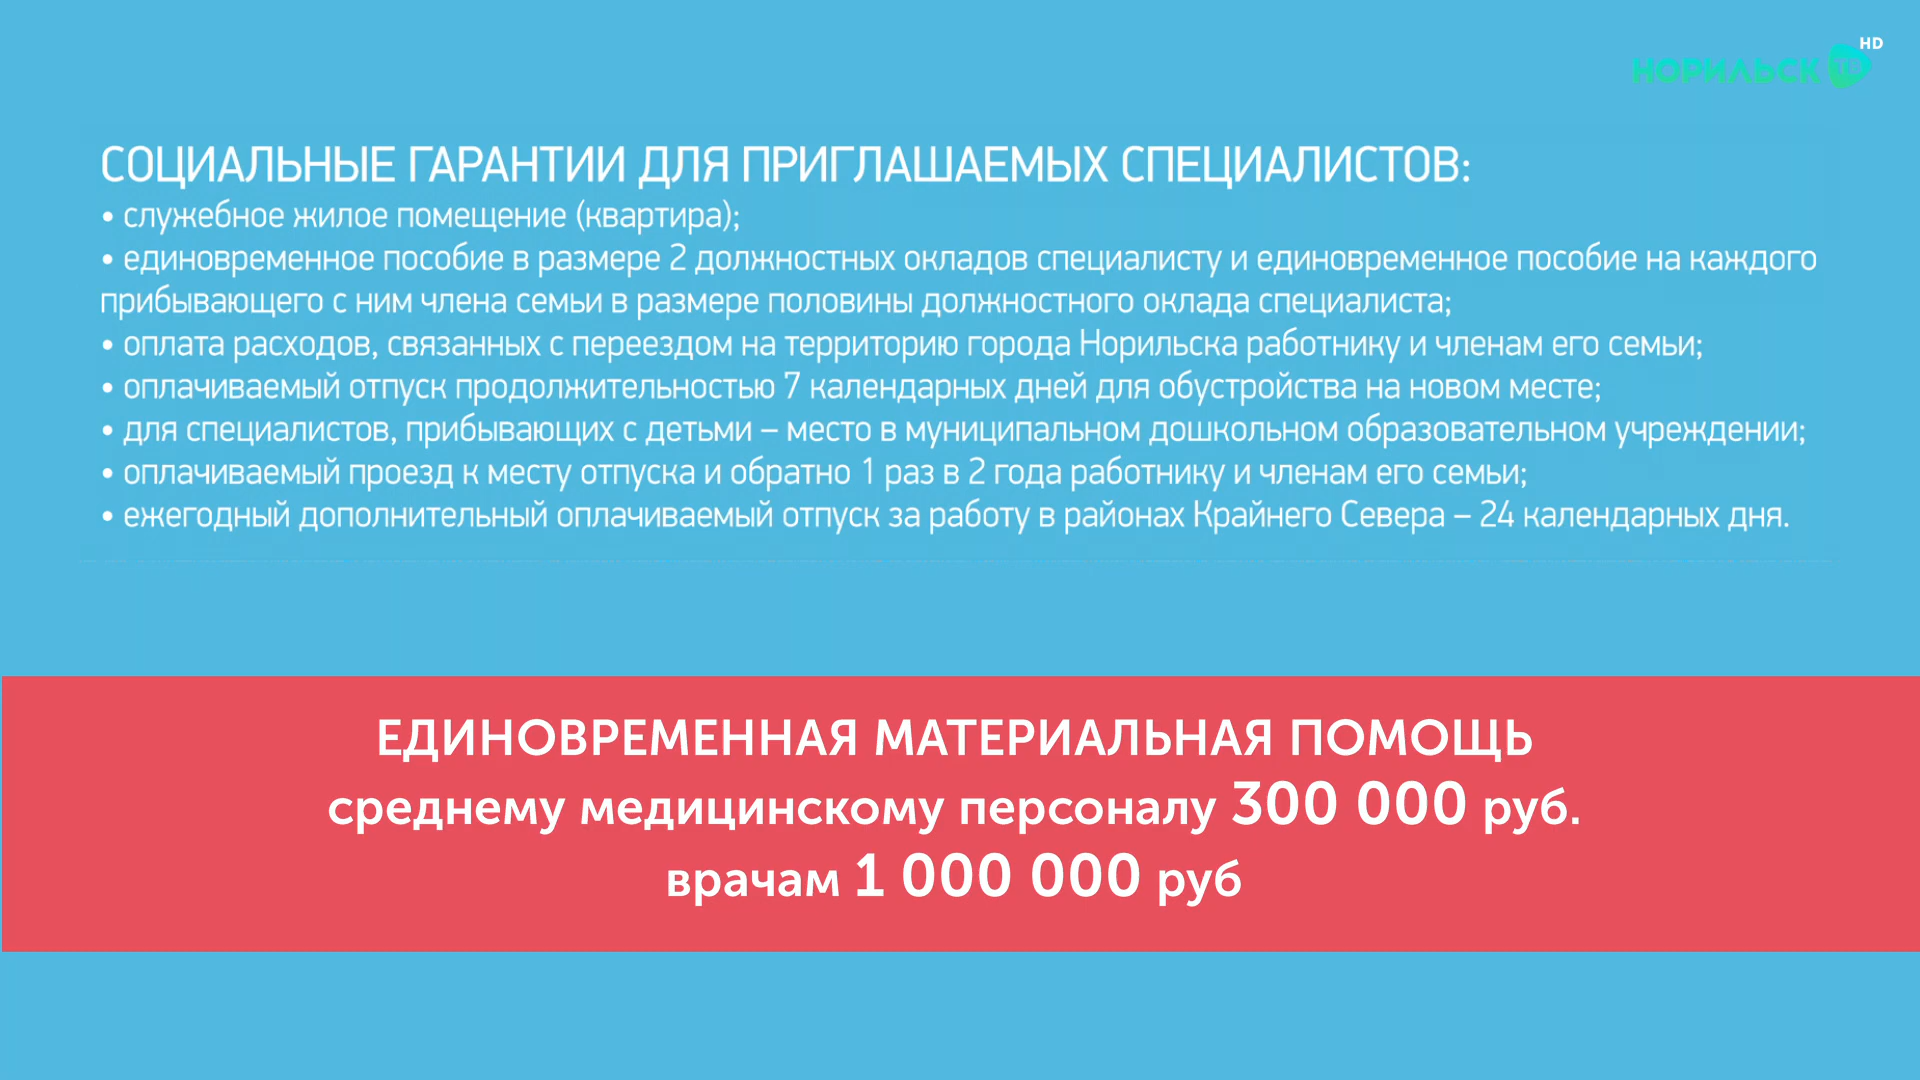 HD
НОРИЛЬСК TV
СОЦИАЛЬНЫЕ ГАРАНТИИ ДЛЯ ПРИГЛАШАЕМЫХ СПЕЦИАЛИСТОВ:
• служебное жилое помещение (квартира);
• единовременное пособие в размере 2 должностных окладов специалисту и единовременное пособие на каждого
прибывающего с ним члена семьи в размере половины должностного оклада специалиста;
• оплата расходов, связанных с переездом на территорию города Норильска работнику и членам его семьи;
• оплачиваемый отпуск продолжительностью 7 календарных дней для обустройства на новом месте;
• для специалистов, прибывающих с детьми – место в муниципальном дошкольном образовательном учреждении;
• оплачиваемый проезд к месту отпуска и обратно 1 раз в 2 года работнику и членам его семьи;
• ежегодный дополнительный оплачиваемый отпуск за работу в районах Крайнего Севера – 24 календарных дня.
ЕДИНОВРЕМЕННАЯ МАТЕРИАЛЬНАЯ ПОМОЩЬ
среднему медицинскому персоналу 300 000 руб.
врачам 1 000 000 руб